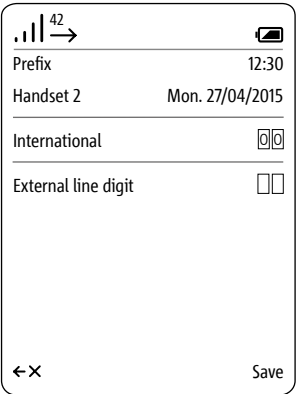 42
Prefix 12:30
Handset 2 Mon. 27/04/2015
International 00
External line digit
Save